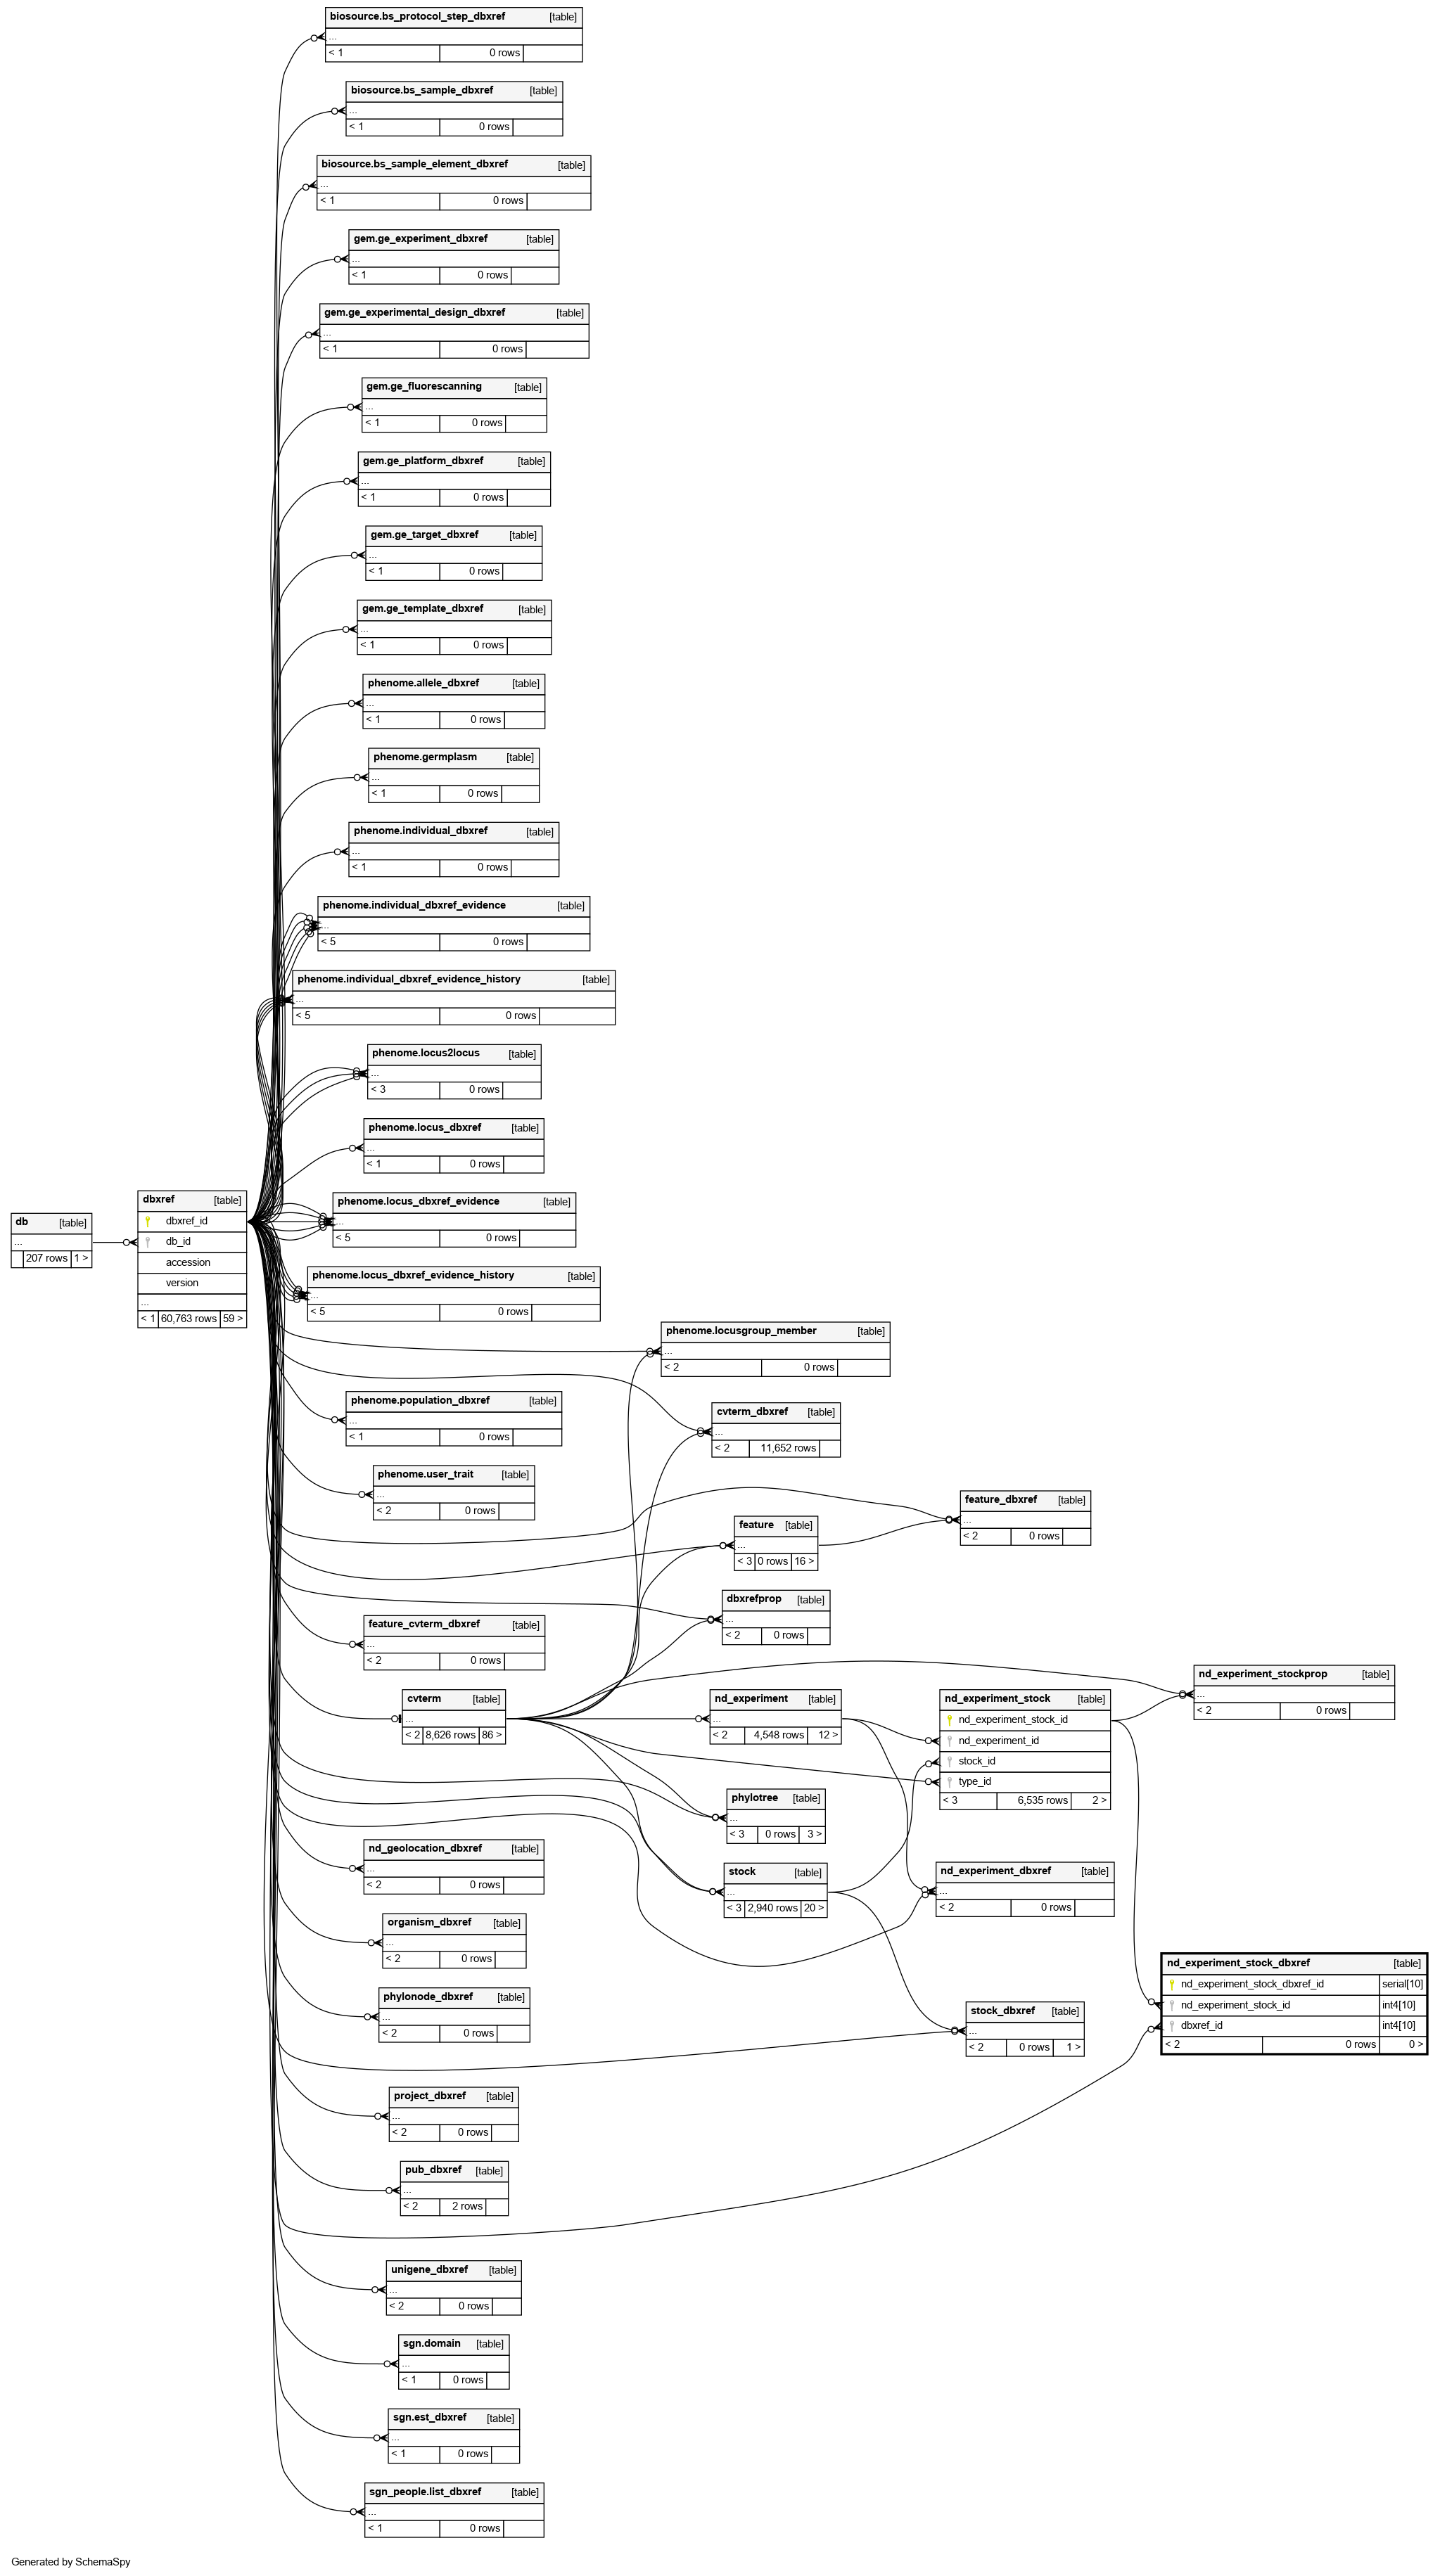 biosource.bs_protocol_step_dbxref [table]
...
< 1 0 rows
biosource.bs_sample_dbxref [table]
...
< 1 0 rows
biosource.bs_sample_element_dbxref [table]
...
< 1 0 rows
gem.ge_experiment_dbxref [table]
...
< 1 0 rows
gem.ge_experimental_design_dbxref [table]
...
< 1 0 rows
gem.ge_fluorescanning [table]
...
< 1 0 rows
gem.ge_platform_dbxref [table]
...
< 1 0 rows
gem.ge_target_dbxref [table]
...
< 1 0 rows
gem.ge_template_dbxref [table]
...
< 1 0 rows
phenome.allele_dbxref [table]
...
< 1 0 rows
phenome.germplasm [table]
...
< 1 0 rows
phenome.individual_dbxref [table]
...
< 1 0 rows
phenome.individual_dbxref_evidence [table]
...
< 5 0 rows
phenome.individual_dbxref_evidence_history [table]
...
< 5 0 rows
phenome.locus2locus [table]
...
< 3 0 rows
phenome.locus_dbxref [table]
...
< 1 0 rows
db [table]
...
207 rows 1 >
dbxref [table]
dbxref_id
db_id
accession
version
...
< 1 60,763 rows 59 >
phenome.locus_dbxref_evidence [table]
...
< 5 0 rows
phenome.locus_dbxref_evidence_history [table]
...
< 5 0 rows
phenome.locusgroup_member [table]
...
< 2 0 rows
phenome.population_dbxref [table]
...
< 1 0 rows
cvterm_dbxref [table]
...
< 2 11,652 rows
phenome.user_trait [table]
...
< 2 0 rows
feature_dbxref [table]
...
< 2 0 rows
feature [table]
...
< 3 0 rows 16 >
dbxrefprop [table]
...
< 2 0 rows
feature_cvterm_dbxref [table]
...
< 2 0 rows
nd_experiment_stockprop [table]
...
< 2 0 rows
cvterm [table]
...
< 2 8,626 rows 86 >
nd_experiment [table]
...
< 2 4,548 rows 12 >
nd_experiment_stock [table]
nd_experiment_stock_id
nd_experiment_id
stock_id
type_id
< 3 6,535 rows 2 >
phylotree [table]
...
< 3 0 rows 3 >
nd_geolocation_dbxref [table]
...
< 2 0 rows
stock [table]
...
< 3 2,940 rows 20 >
nd_experiment_dbxref [table]
...
< 2 0 rows
organism_dbxref [table]
...
< 2 0 rows
nd_experiment_stock_dbxref [table]
nd_experiment_stock_dbxref_id serial[10]
nd_experiment_stock_id int4[10]
dbxref_id int4[10]
< 2 0 rows 0 >
phylonode_dbxref [table]
...
< 2 0 rows
stock_dbxref [table]
...
< 2 0 rows 1 >
project_dbxref [table]
...
< 2 0 rows
pub_dbxref [table]
...
< 2 2 rows
unigene_dbxref [table]
...
< 2 0 rows
sgn.domain [table]
...
< 1 0 rows
sgn.est_dbxref [table]
...
< 1 0 rows
sgn_people.list_dbxref [table]
...
< 1 0 rows
Generated by SchemaSpy